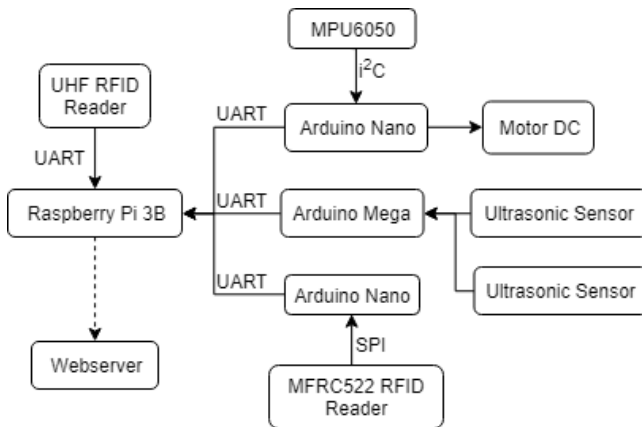 MPU6050
i²C
UHF RFID
Reader
UART
Arduino Nano
Motor DC
UART
UART
Raspberry Pi 3B
Arduino Mega
Ultrasonic Sensor
UART
Arduino Nano
Ultrasonic Sensor
SPI
Webserver
MFRC522 RFID
Reader